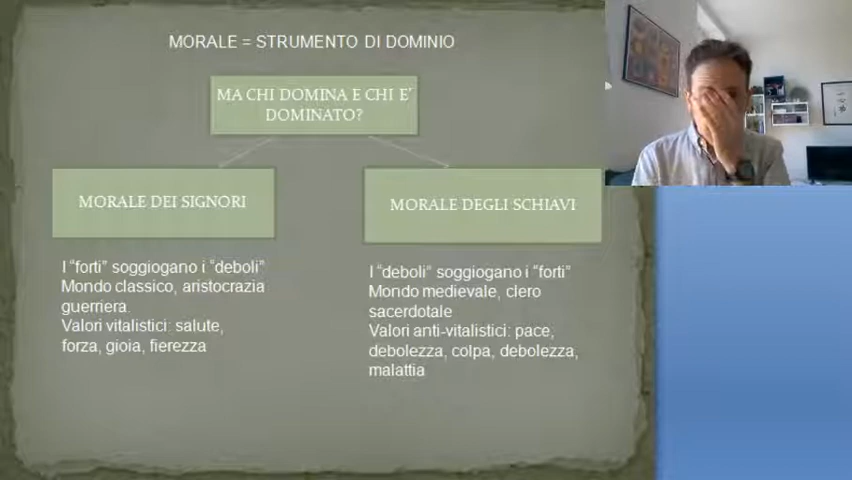 MORALE = STRUMENTO DI DOMINIO
MA CHI DOMINA E CHI E'
DOMINATO?
MORALE DEI SIGNORI
MORALE DEGLI SCHIAVI
I "forti" soggiogano i "deboli"
Mondo classico, aristocrazia
guerriera.
Valori vitalistici: salute,
forza, gioia, fierezza
I "deboli" soggiogano i "forti"
Mondo medievale, clero
sacerdotale
Valori anti-vitalistici: pace,
debolezza, colpa, debolezza,
malattia